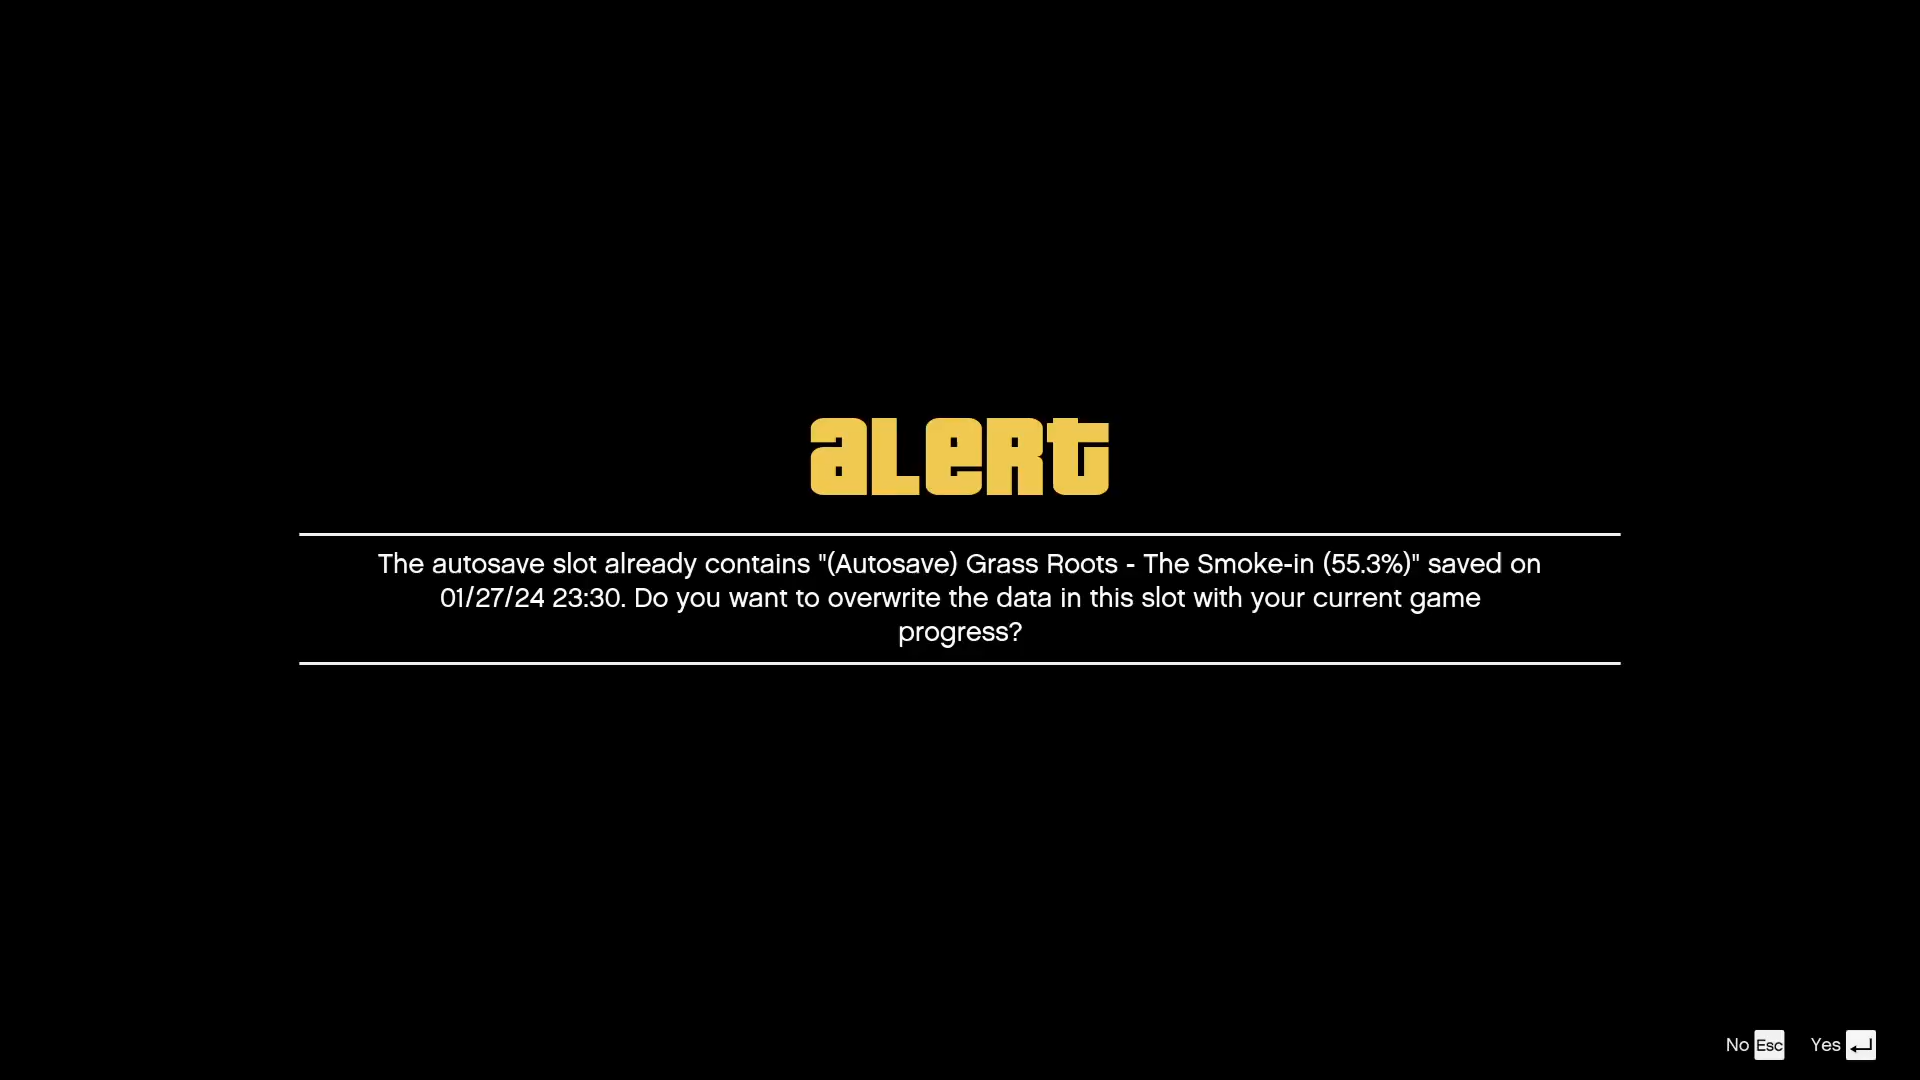 aLeRt
The autosave slot already contains "(Autosave) Grass Roots - The Smoke-in (55.3%)" saved on
01/27/24 23:30. Do you want to overwrite the data in this slot with your current game
progress?
No Esc Yes